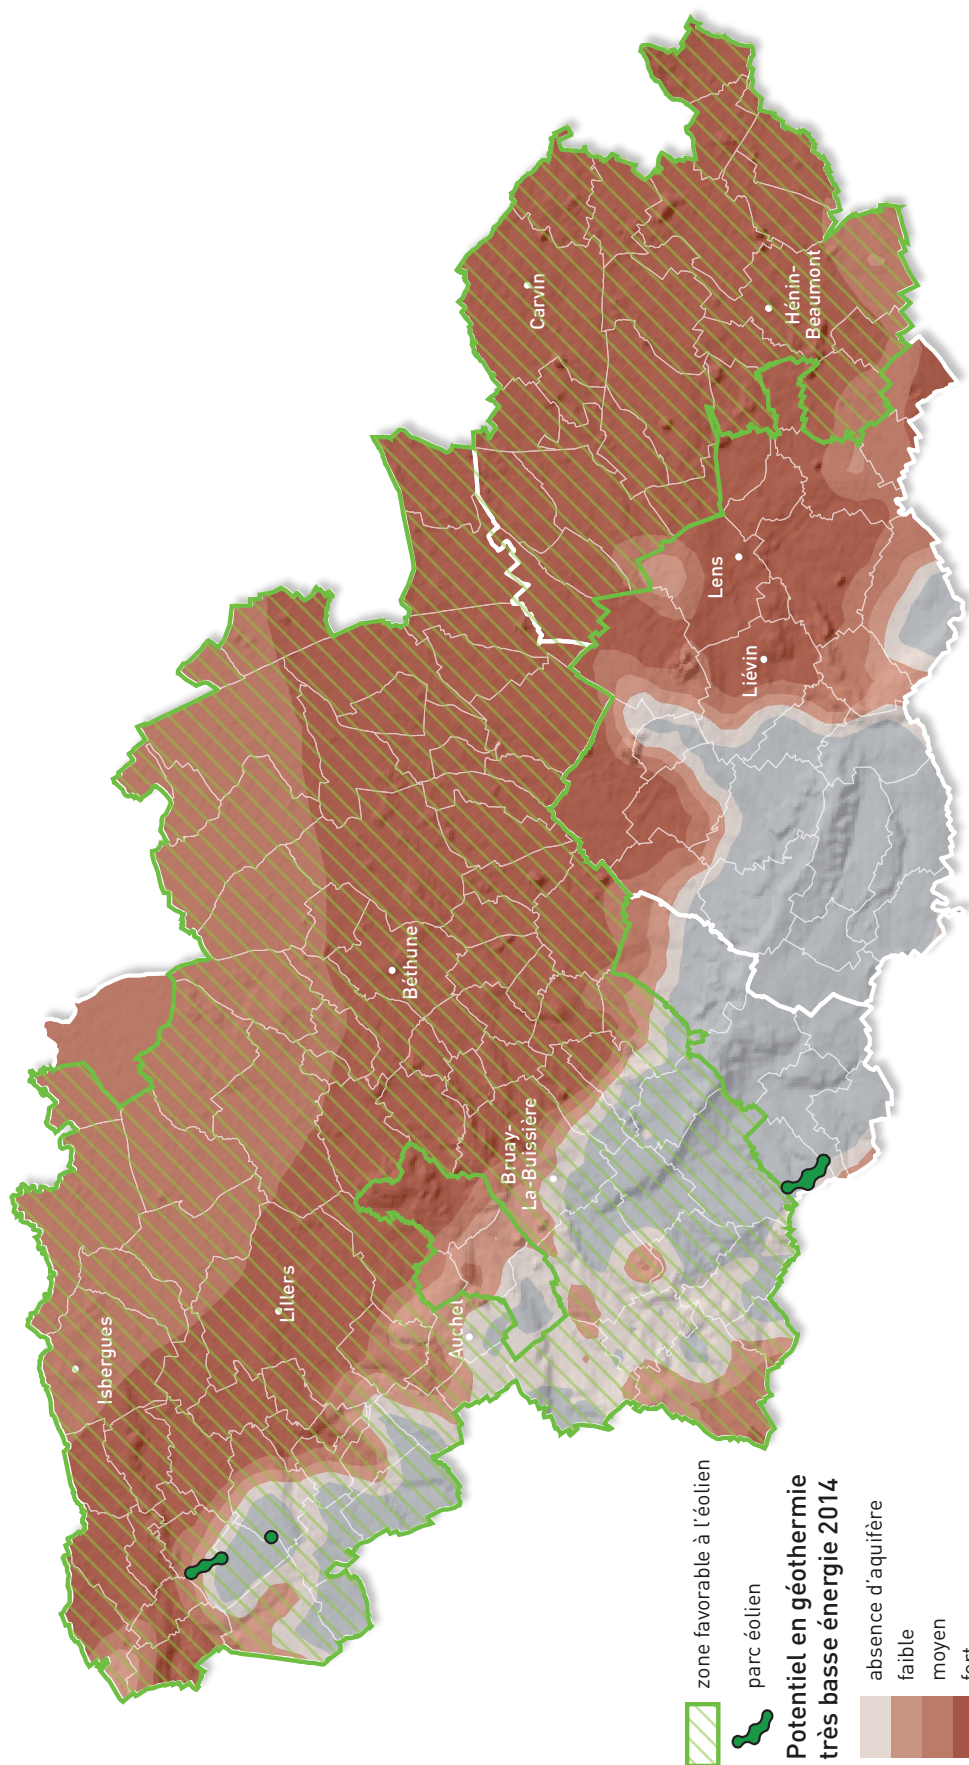 Isbergues
Lillers
Auchel
Bruay-
La-Buissière
Béthune
Liévin
Lens
Carvin
Hénin-
Beaumont
zone favorable à l'éolien
parc éolien
Potentiel en géothermie
très basse énergie 2014
absence d'aquifère
faible
moyen
fort